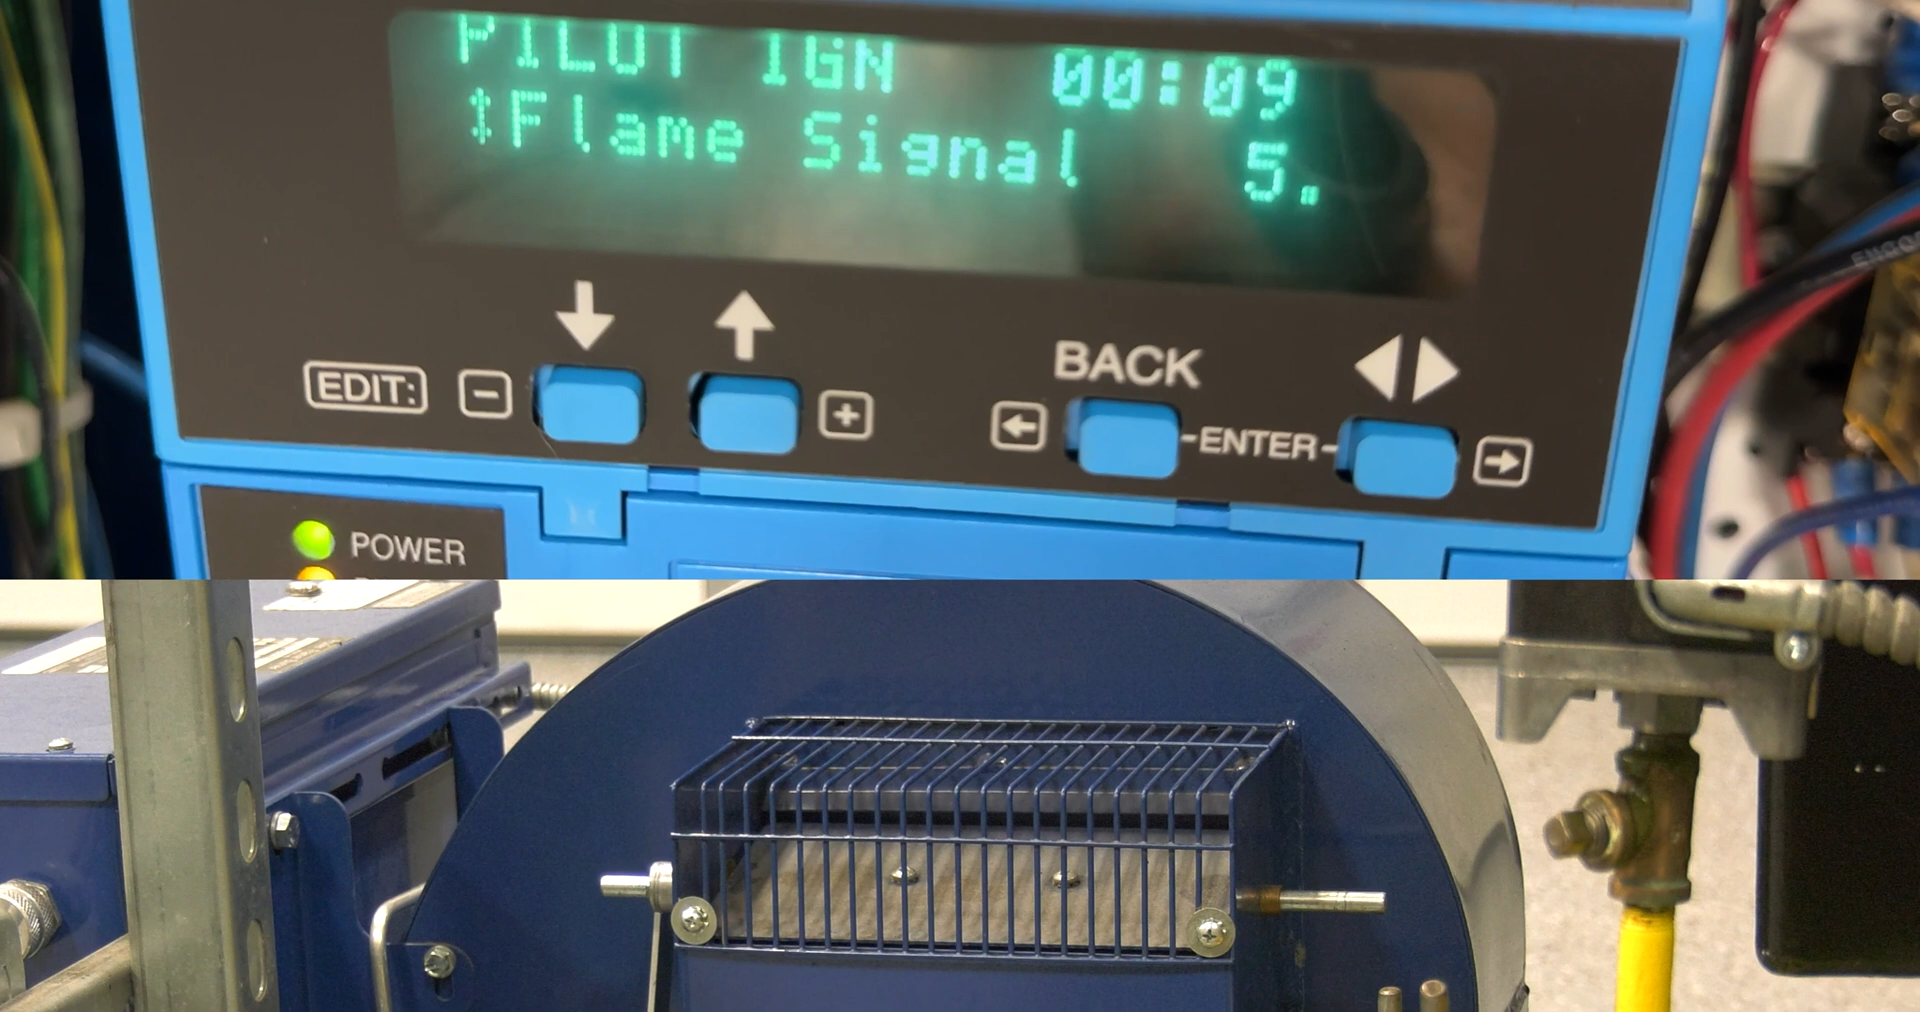 PILOT IGN 00:09
↕Flame Signal 5.
BACK
EDIT: - + ← -ENTER- →
POWER